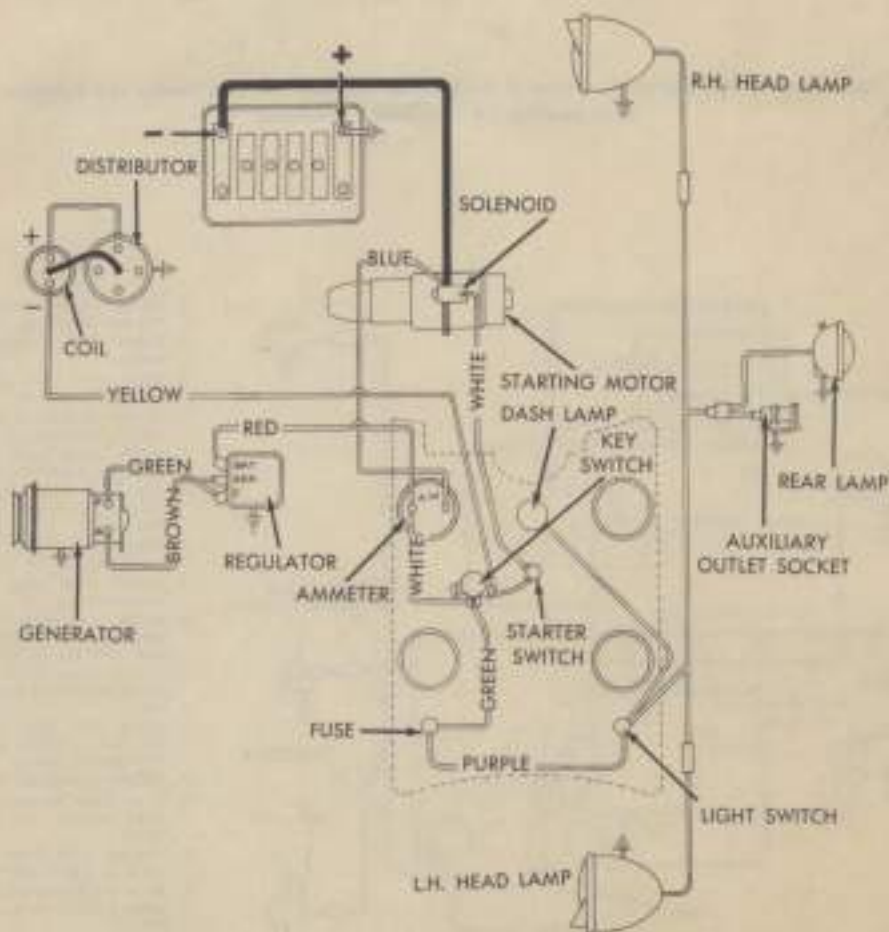 +
R.H. HEAD LAMP
-
DISTRIBUTOR
SOLENOID
+
BLUE
-
COIL
WHITE
STARTING MOTOR
YELLOW
DASH LAMP
RED
KEY
SWITCH
GREEN
BAT
REAR LAMP
BROWN
REGULATOR
AUXILIARY
OUTLET SOCKET
AMMETER
WHITE
GENERATOR
STARTER
SWITCH
GREEN
FUSE
PURPLE
LIGHT SWITCH
L.H. HEAD LAMP